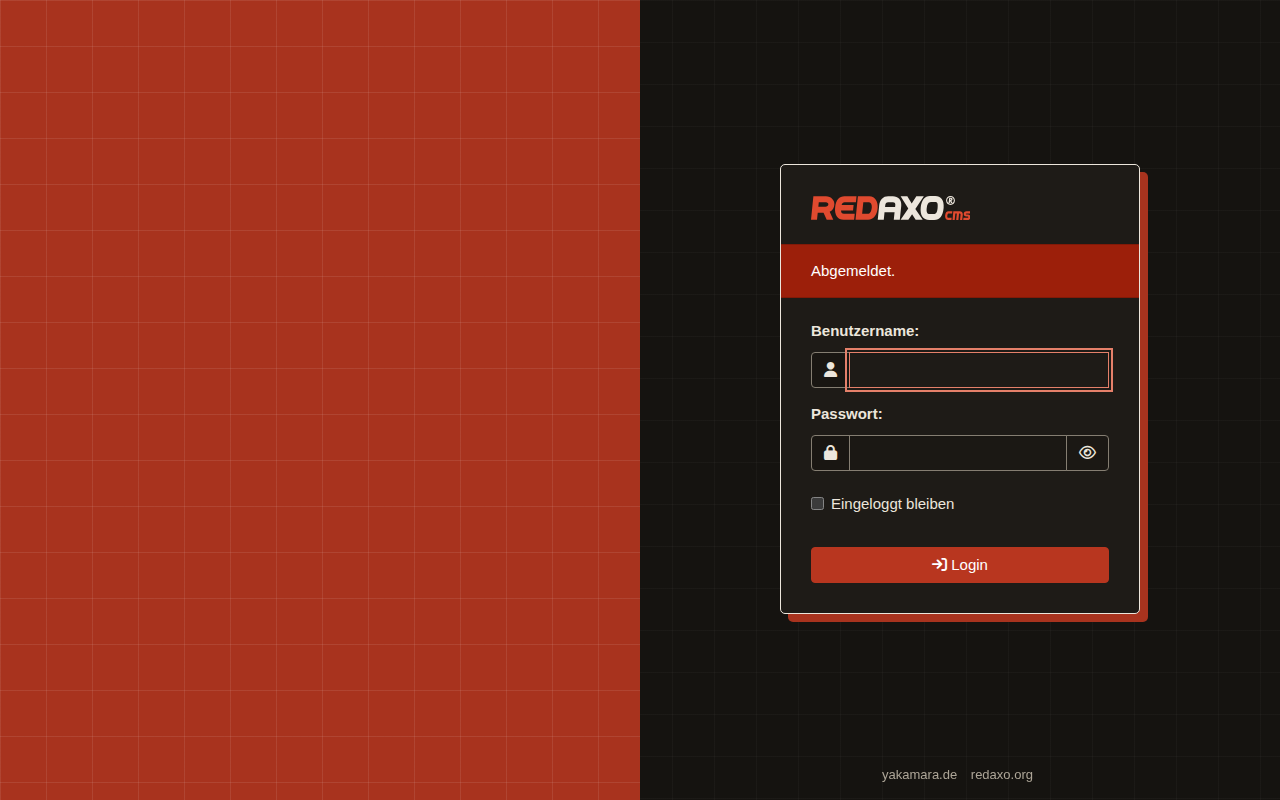 REDAXO® cms
Abgemeldet.
Benutzername:
Passwort:
Eingeloggt bleiben
Login
yakamara.de redaxo.org